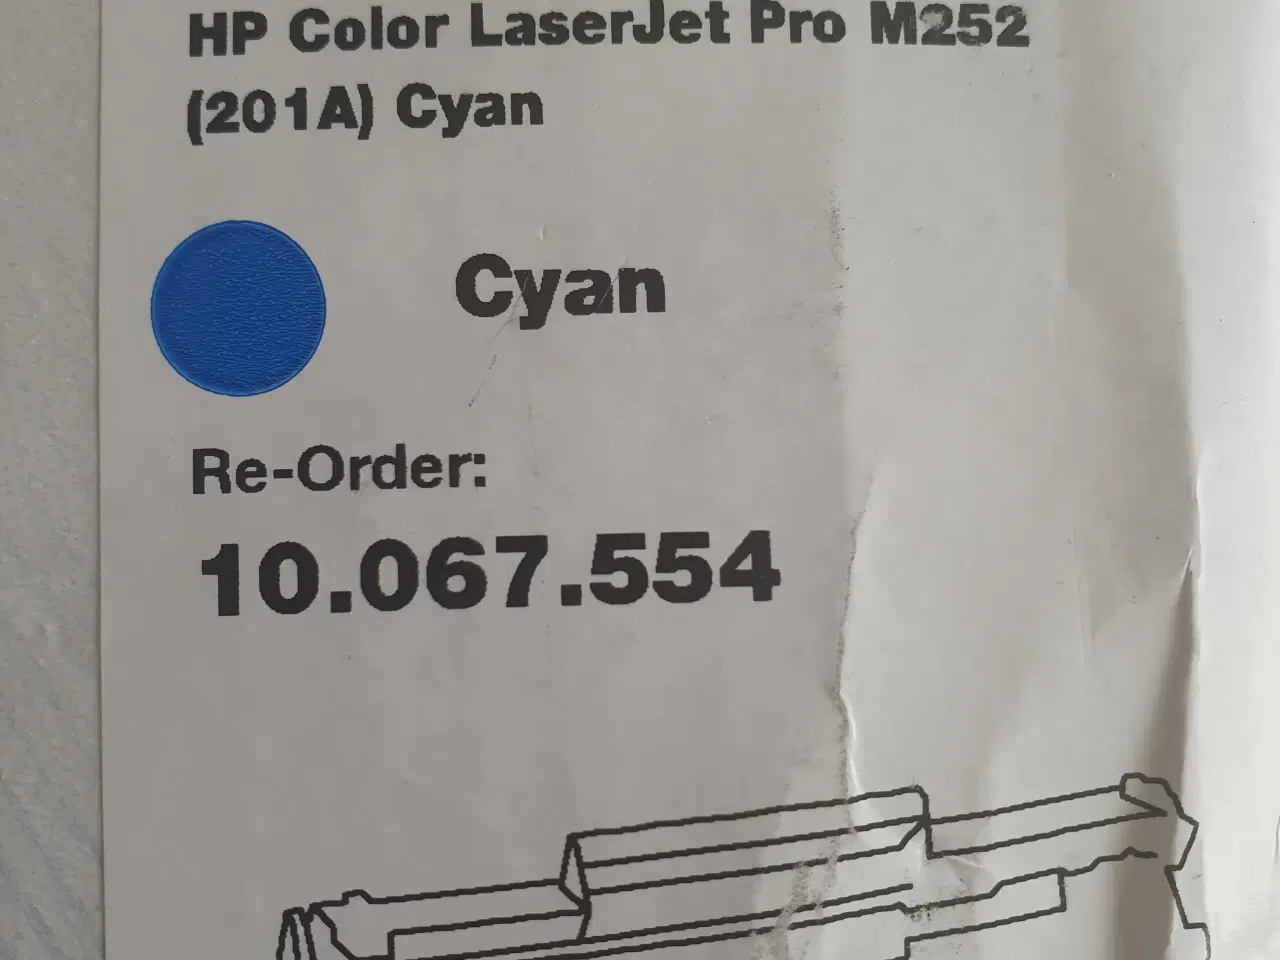 HP Color LaserJet Pro M252
(201A) Cyan
Cyan
Re-Order:
10.067.554